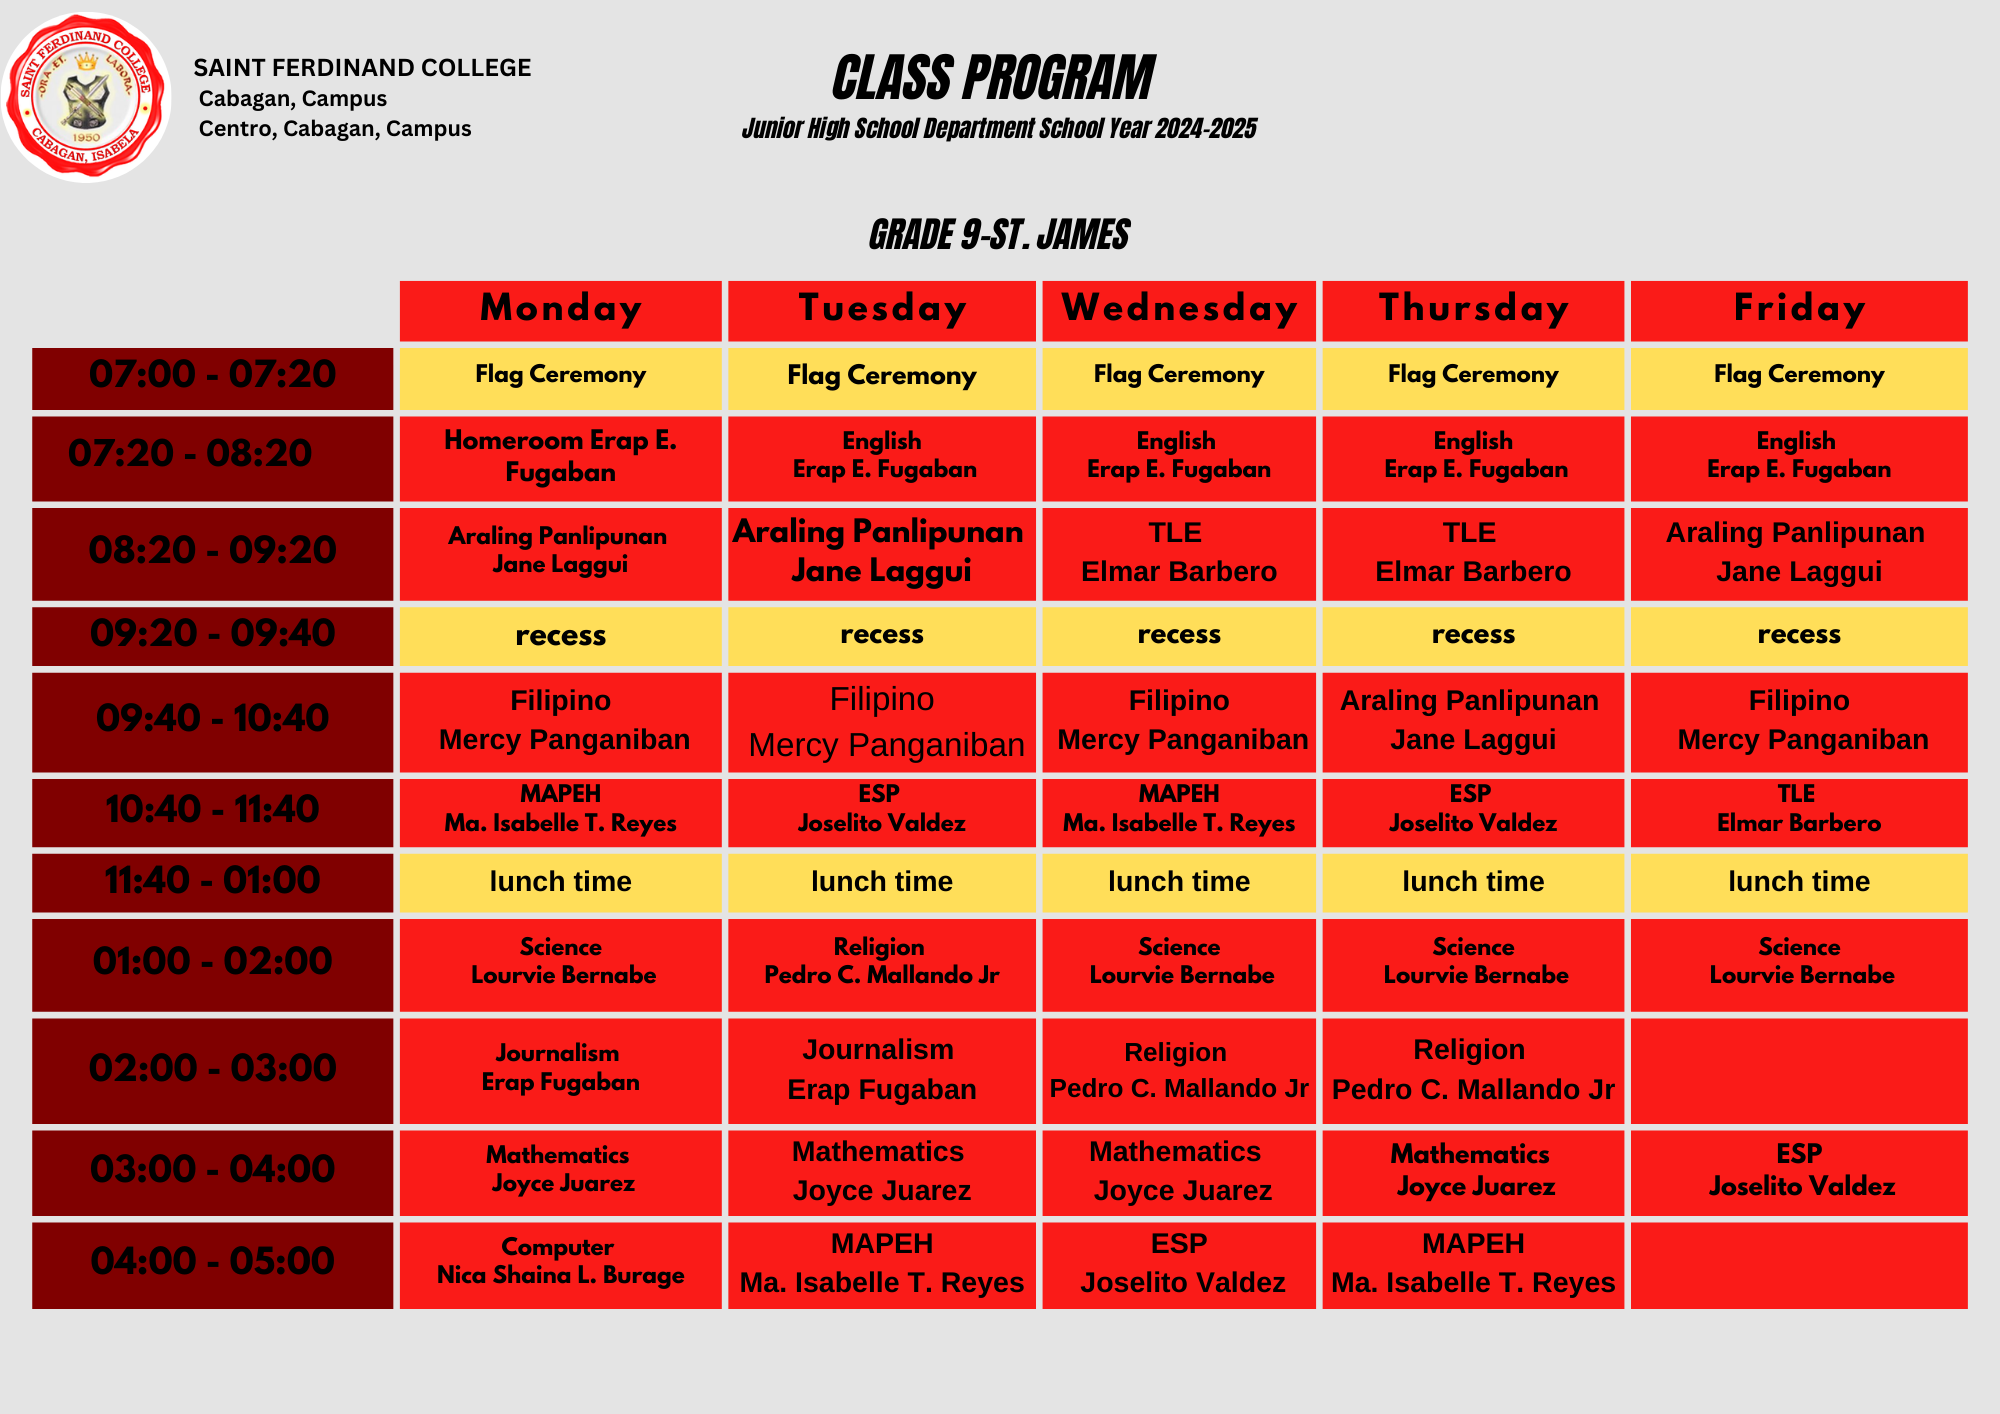 SAINT FERDINAND COLLEGE
CABAGAN, ISABELA
ORA ET LABORA
1950
SAINT FERDINAND COLLEGE
Cabagan, Campus
Centro, Cabagan, Campus
CLASS PROGRAM
Junior High School Department School Year 2024-2025
GRADE 9-ST. JAMES
Monday Tuesday Wednesday Thursday Friday
07:00 - 07:20 Flag Ceremony Flag Ceremony Flag Ceremony Flag Ceremony Flag Ceremony
07:20 - 08:20
Homeroom Erap E. English English English English
Fugaban Erap E. Fugaban Erap E. Fugaban Erap E. Fugaban Erap E. Fugaban
08:20 - 09:20
Araling Panlipunan Araling Panlipunan TLE TLE Araling Panlipunan
Jane Laggui Jane Laggui Elmar Barbero Elmar Barbero Jane Laggui
09:20 - 09:40 recess recess recess recess recess
09:40 - 10:40
Filipino Filipino Filipino Araling Panlipunan Filipino
Mercy Panganiban Mercy Panganiban Mercy Panganiban Jane Laggui Mercy Panganiban
10:40 - 11:40
MAPEH ESP MAPEH ESP TLE
Ma. Isabelle T. Reyes Joselito Valdez Ma. Isabelle T. Reyes Joselito Valdez Elmar Barbero
11:40 - 01:00 lunch time lunch time lunch time lunch time lunch time
01:00 - 02:00
Science Religion Science Science Science
Lourvie Bernabe Pedro C. Mallando Jr Lourvie Bernabe Lourvie Bernabe Lourvie Bernabe
02:00 - 03:00
Journalism Journalism Religion Religion
Erap Fugaban Erap Fugaban Pedro C. Mallando Jr Pedro C. Mallando Jr
03:00 - 04:00
Mathematics Mathematics Mathematics Mathematics ESP
Joyce Juarez Joyce Juarez Joyce Juarez Joyce Juarez Joselito Valdez
04:00 - 05:00
Computer MAPEH ESP MAPEH
Nica Shaina L. Burage Ma. Isabelle T. Reyes Joselito Valdez Ma. Isabelle T. Reyes